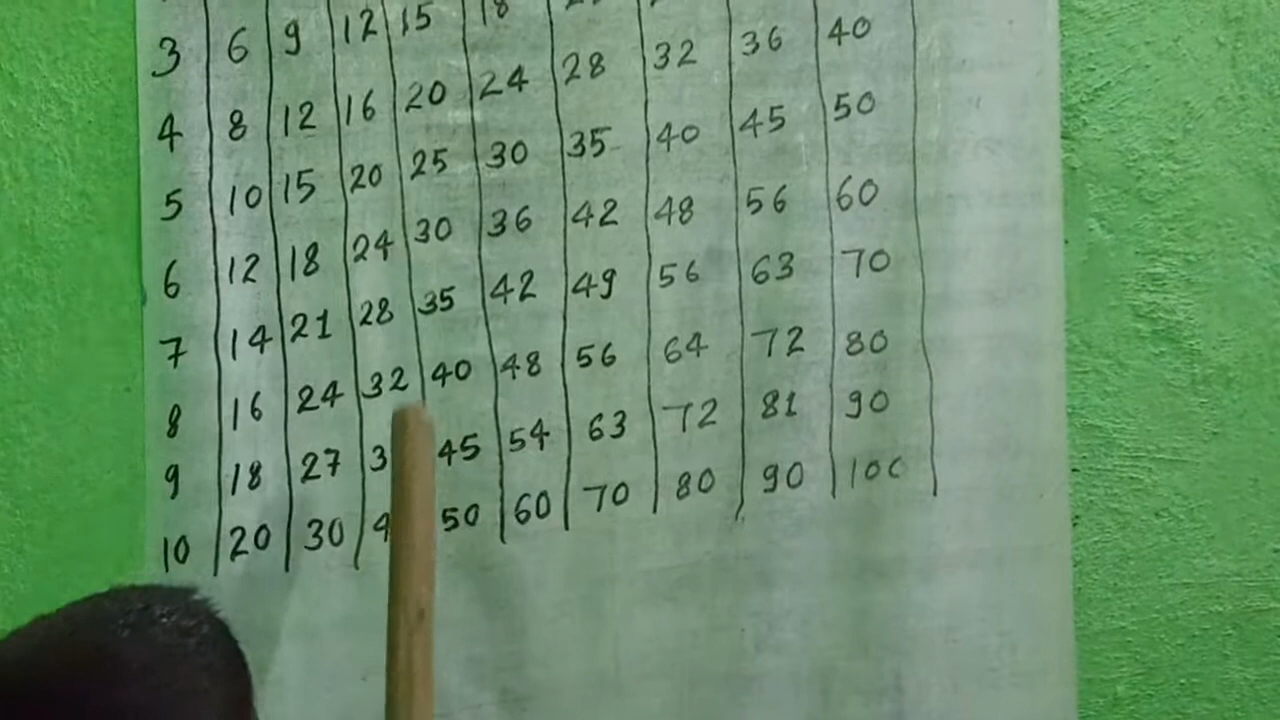 3 6 9 12 15 18
4 8 12 16 20 24 28 32 36 40
5 10 15 20 25 30 35 40 45 50
6 12 18 24 30 36 42 48 56 60
7 14 21 28 35 42 49 56 63 70
8 16 24 32 40 48 56 64 72 80
9 18 27 3 45 54 63 72 81 90
10 20 30 4 50 60 70 80 90 100